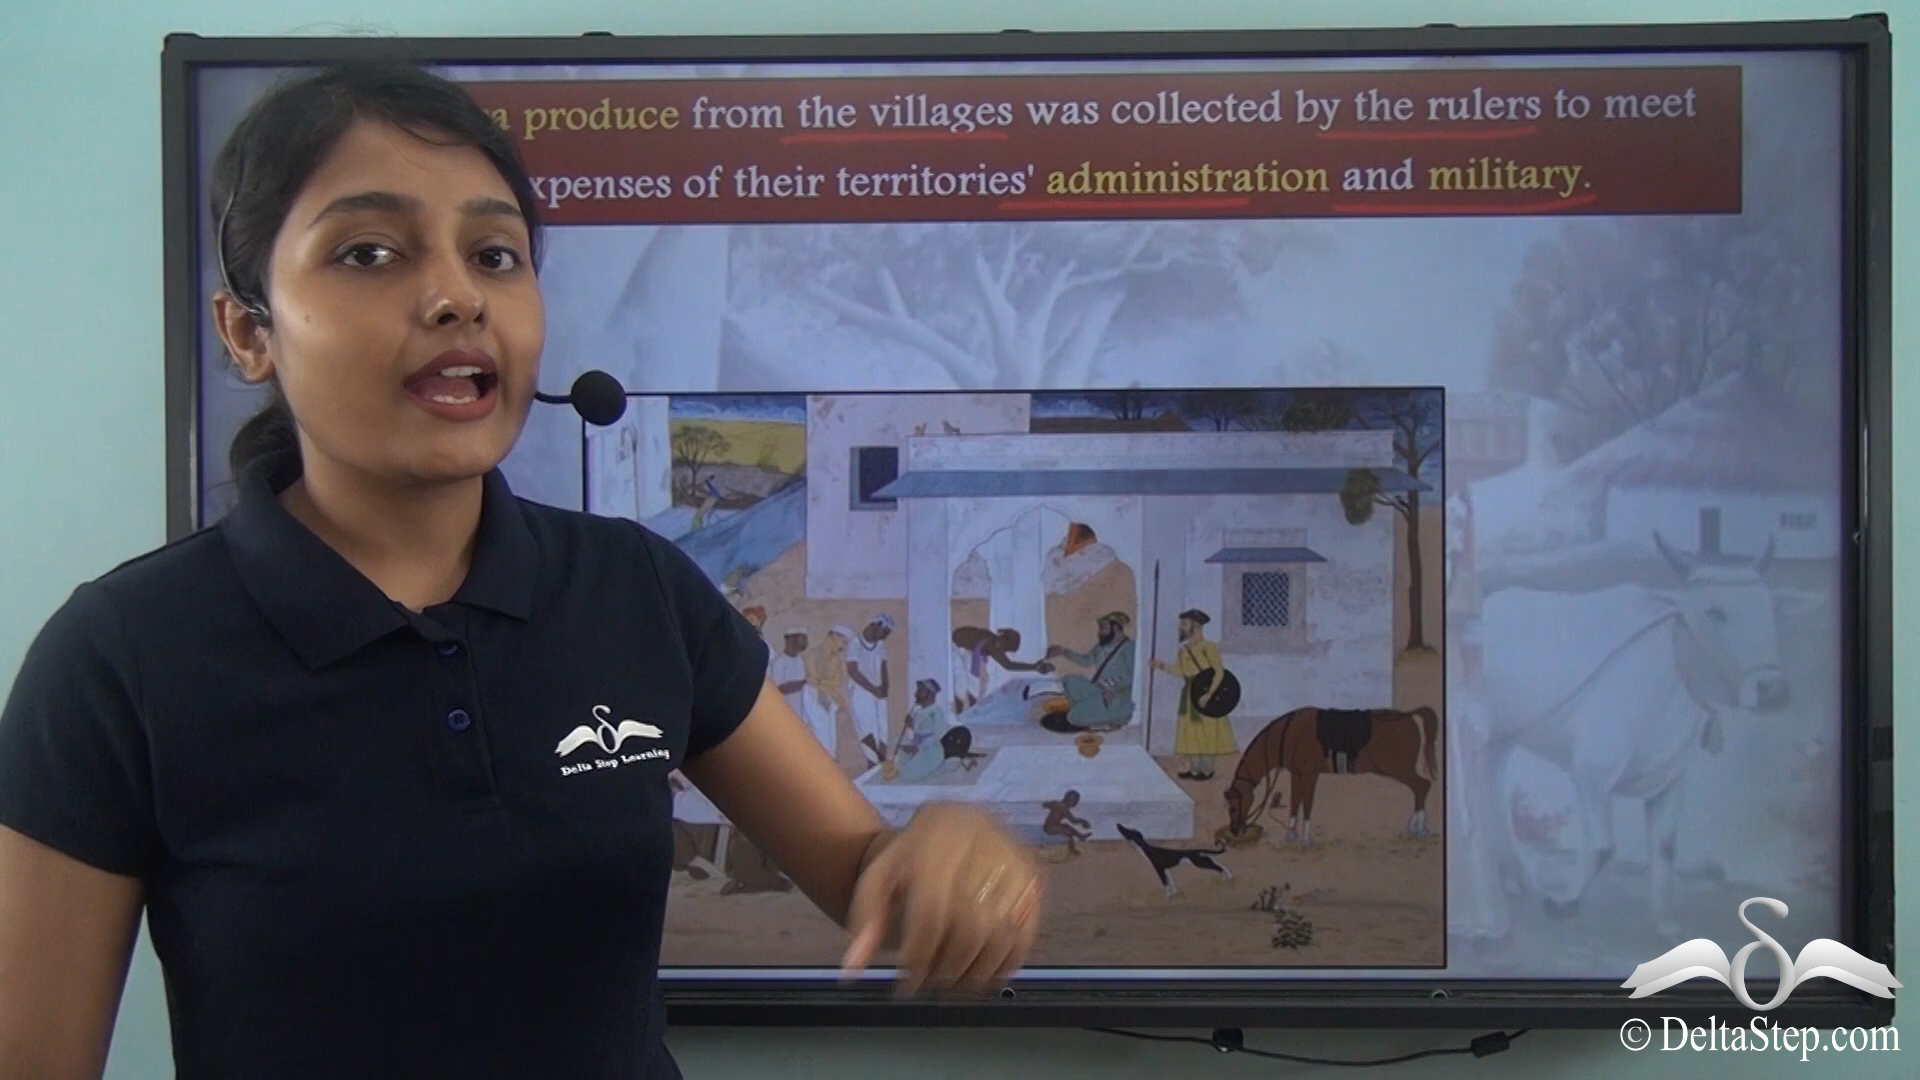 produce from the villages was collected by the rulers to meet
expenses of their territories' administration and military.
Delta Step Learning
© DeltaStep.com